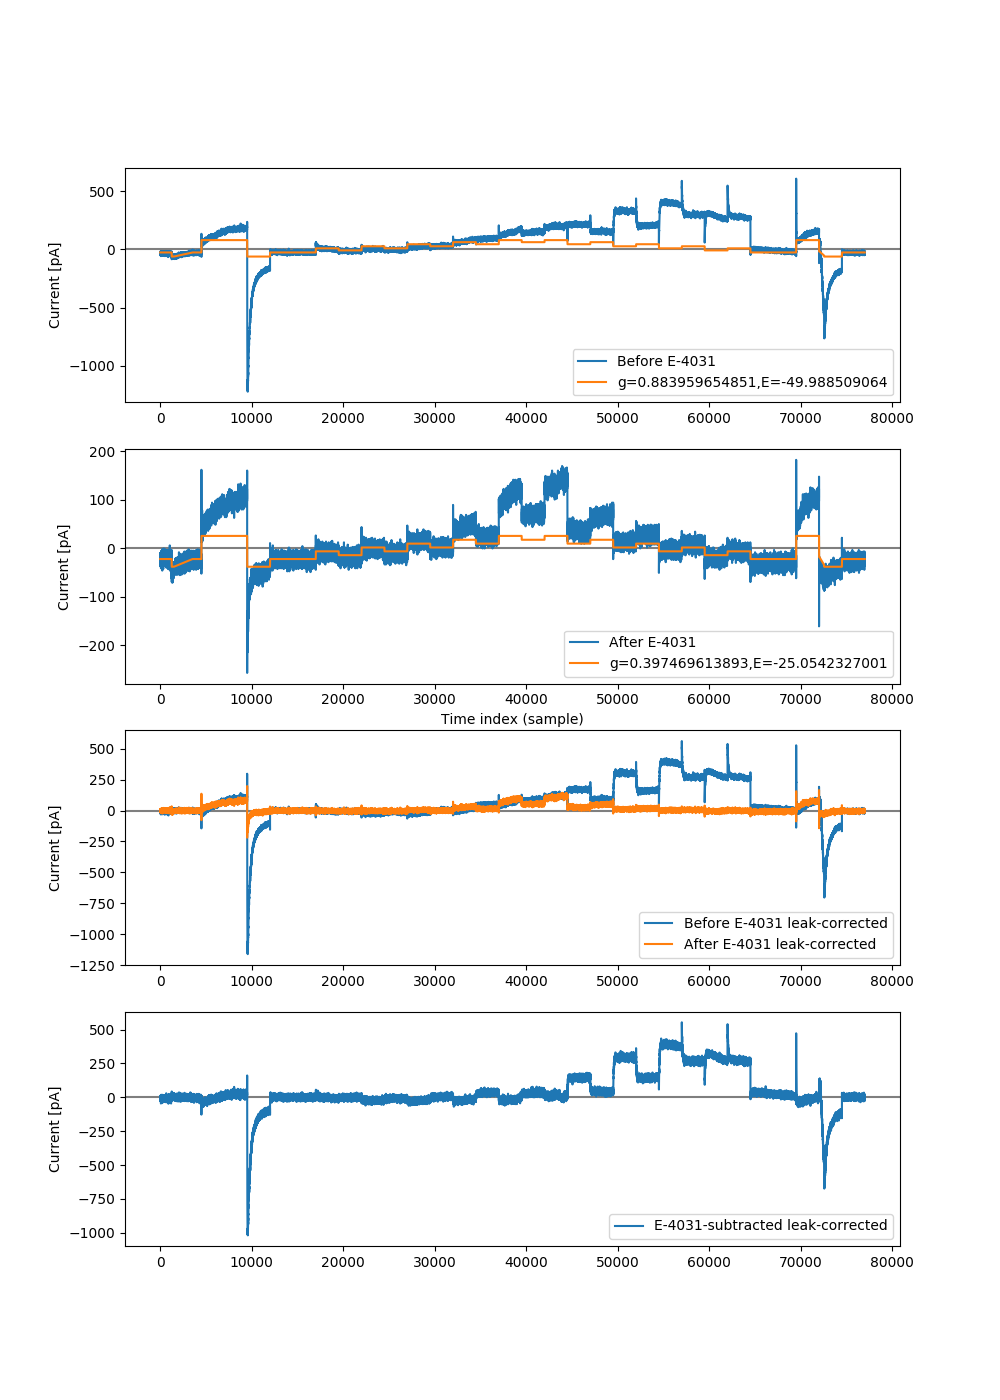 500
0
−500
−1000
Current [pA]
Before E-4031
g=0.883959654851,E=-49.988509064
0 10000 20000 30000 40000 50000 60000 70000 80000
200
100
0
−100
−200
Current [pA]
After E-4031
g=0.397469613893,E=-25.0542327001
0 10000 20000 30000 40000 50000 60000 70000 80000
Time index (sample)
500
250
0
−250
−500
−750
−1000
−1250
Current [pA]
Before E-4031 leak-corrected
After E-4031 leak-corrected
0 10000 20000 30000 40000 50000 60000 70000 80000
500
250
0
−250
−500
−750
−1000
Current [pA]
E-4031-subtracted leak-corrected
0 10000 20000 30000 40000 50000 60000 70000 80000